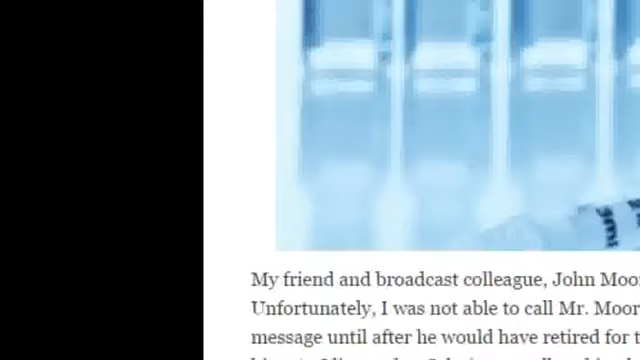 My friend and broadcast colleague, John Moo
Unfortunately, I was not able to call Mr. Moor
message until after he would have retired for t